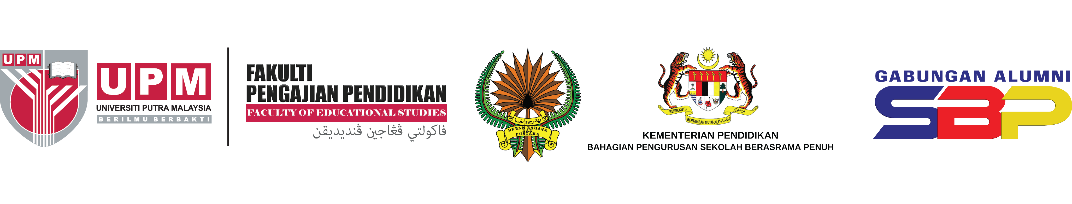 UPM
UPM
UNIVERSITI PUTRA MALAYSIA
BERILMU BERBAKTI
FAKULTI
PENGAJIAN PENDIDIKAN
FACULTY OF EDUCATIONAL STUDIES
فاكولتي ڤڠاجين ڤنديديقن
KEMENTERIAN PENDIDIKAN
BAHAGIAN PENGURUSAN SEKOLAH BERASRAMA PENUH
GABUNGAN ALUMNI
SBP